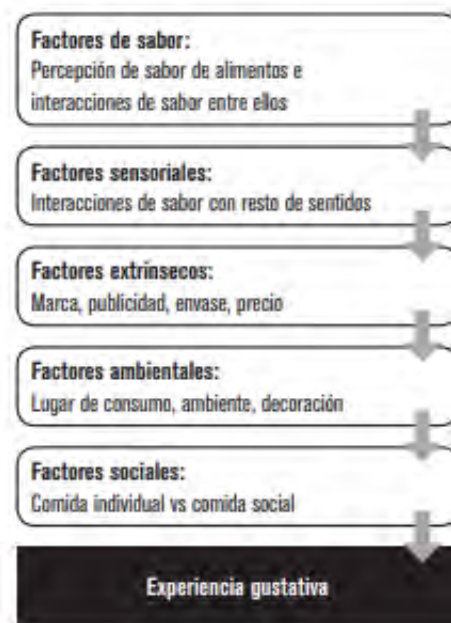 Factores de sabor:
Percepción de sabor de alimentos e
interacciones de sabor entre ellos
Factores sensoriales:
Interacciones de sabor con resto de sentidos
Factores extrínsecos:
Marca, publicidad, envase, precio
Factores ambientales:
Lugar de consumo, ambiente, decoración
Factores sociales:
Comida individual vs comida social
Experiencia gustativa